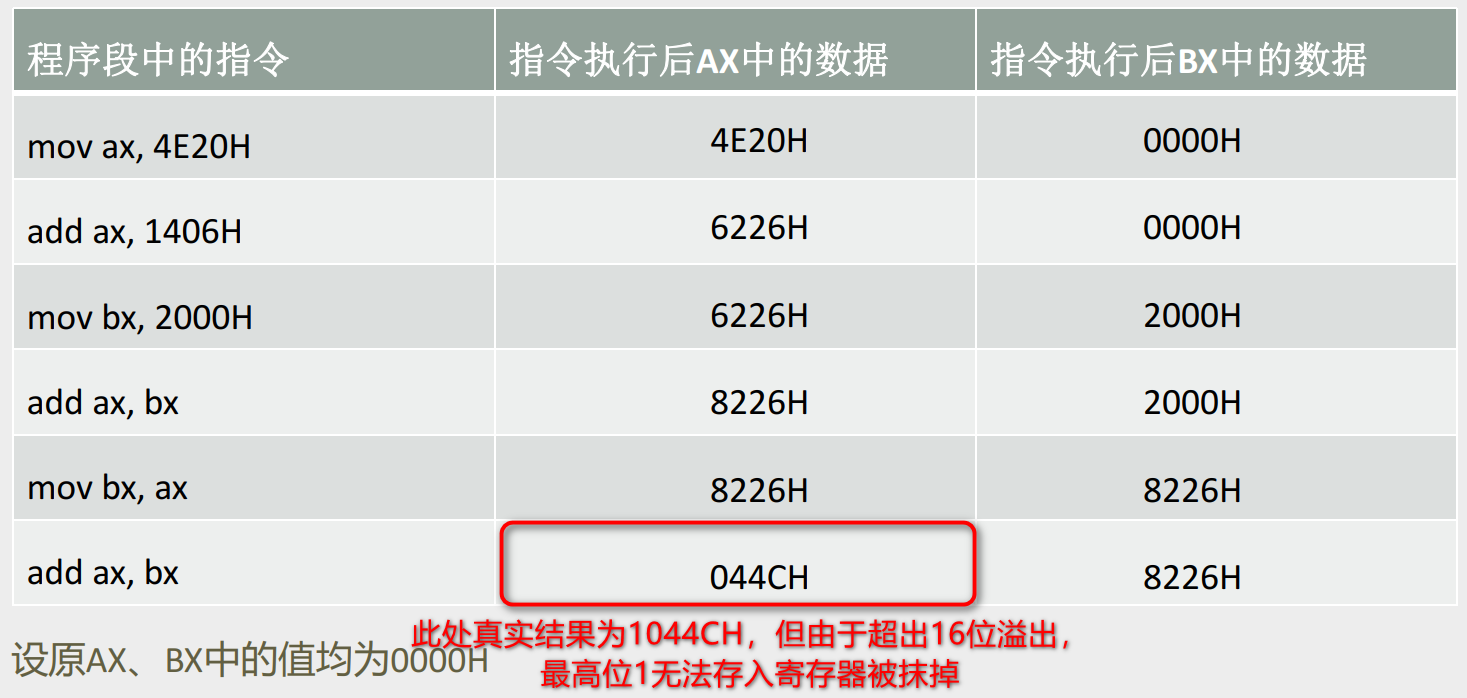 程序段中的指令 指令执行后AX中的数据 指令执行后BX中的数据
mov ax, 4E20H 4E20H 0000H
add ax, 1406H 6226H 0000H
mov bx, 2000H 6226H 2000H
add ax, bx 8226H 2000H
mov bx, ax 8226H 8226H
add ax, bx 044CH 8226H
此处真实结果为1044CH，但由于超出16位溢出，
最高位1无法存入寄存器被抹掉
设原AX、BX中的值均为0000H